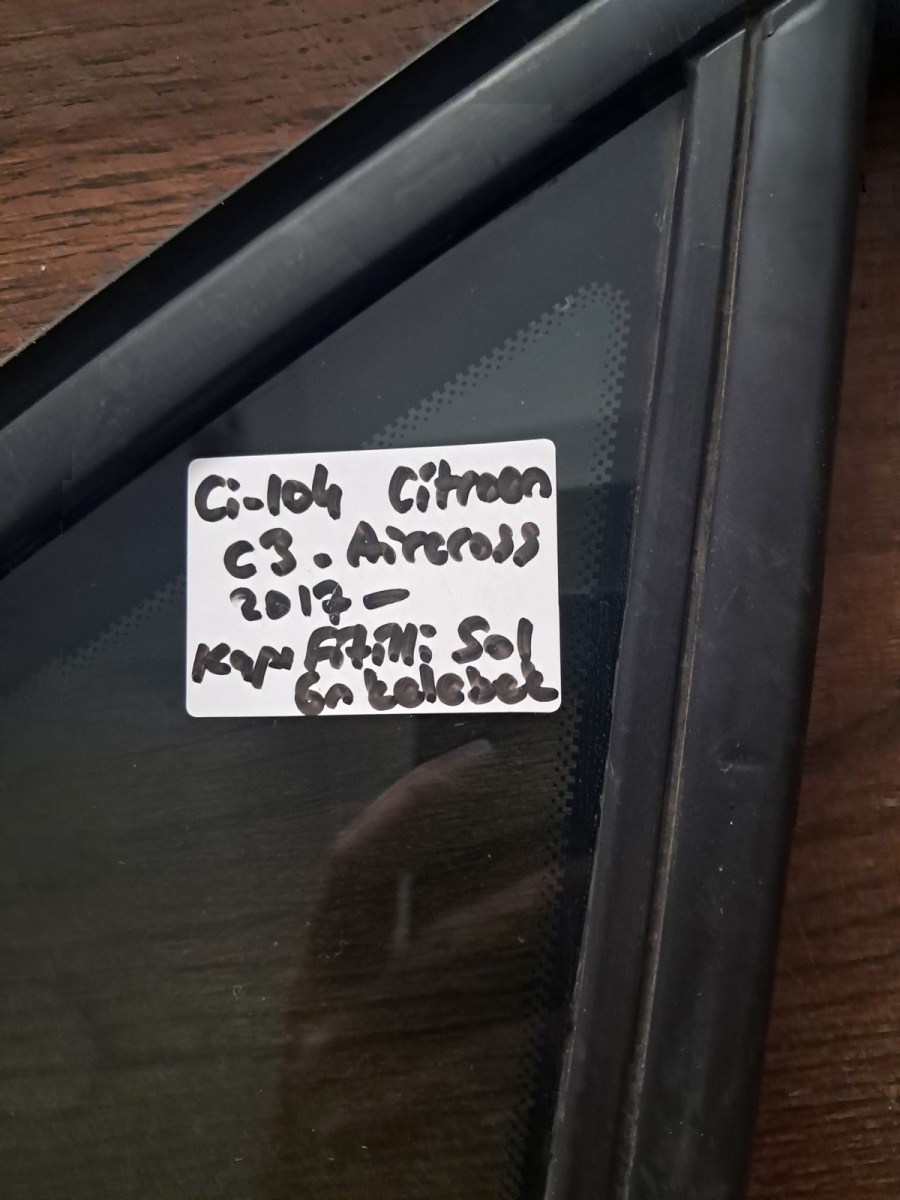 Ci-104 Citroen
C3. Aircross
2017-
Kapı Fitilli Sol
Ön kelebek